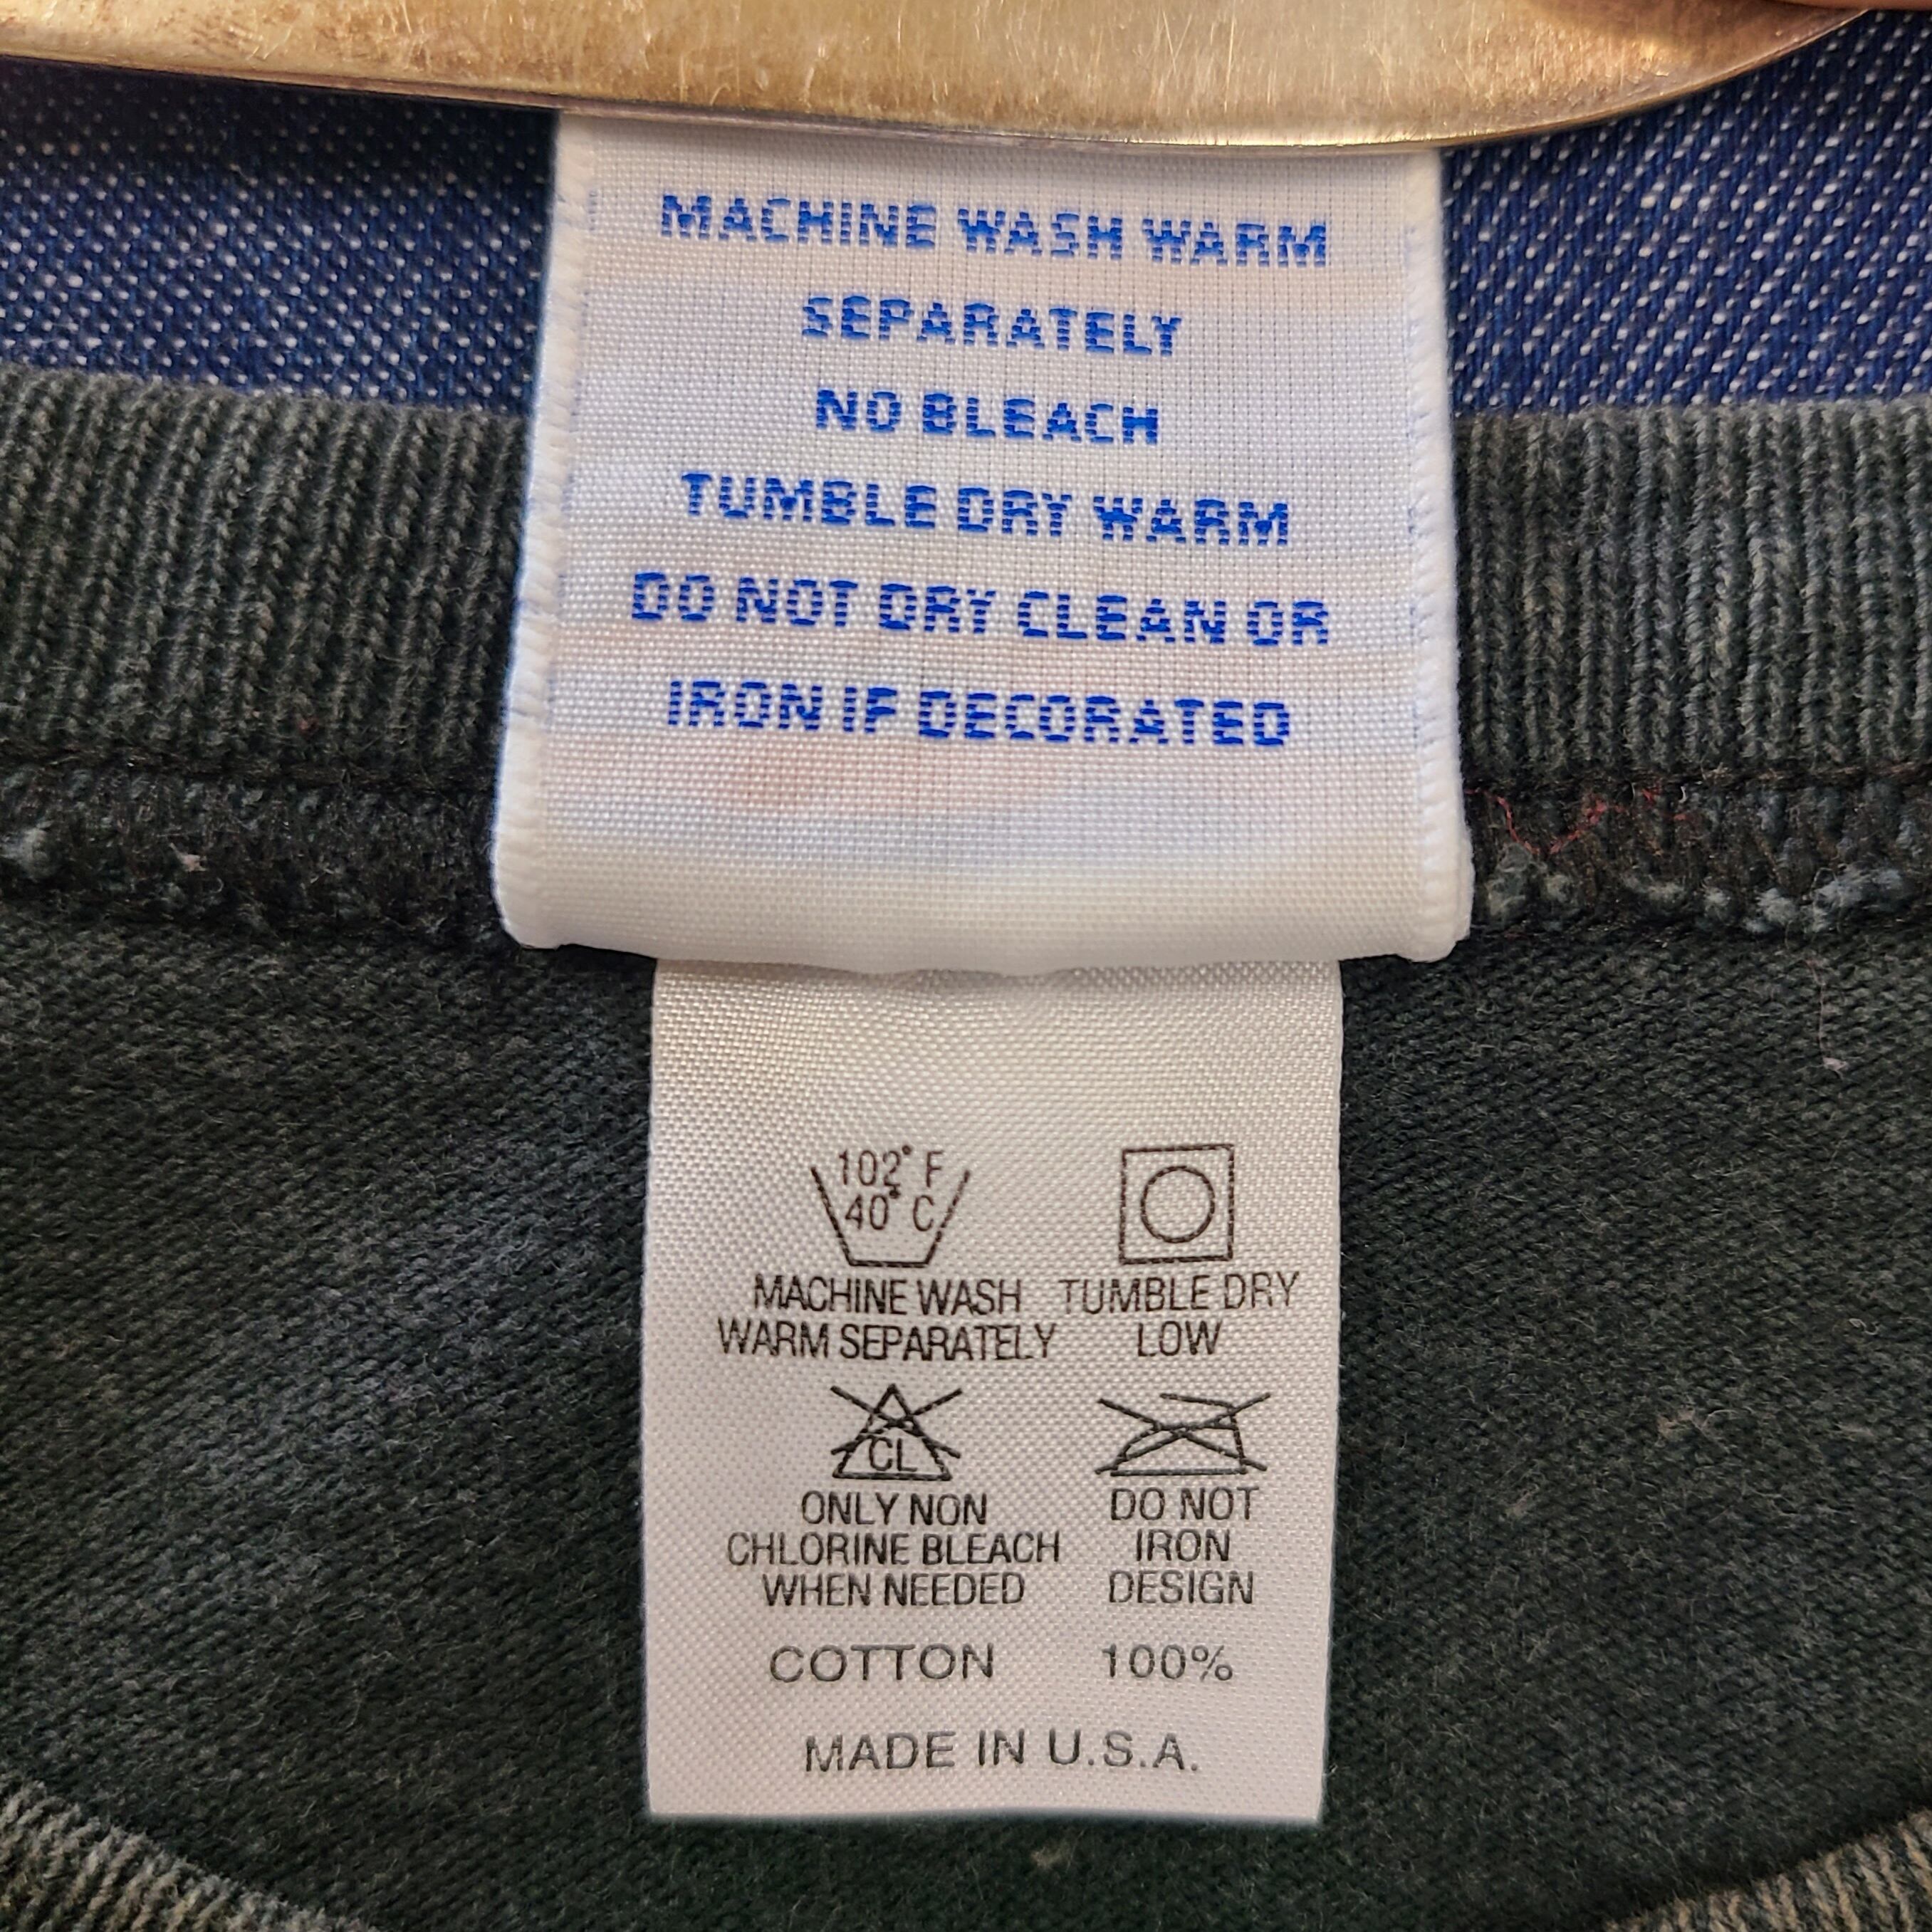 MACHINE WASH WARM
SEPARATELY
NO BLEACH
TUMBLE DRY WARM
DO NOT DRY CLEAN OR
IRON IF DECORATED
102° F
40° C
MACHINE WASH
WARM SEPARATELY
TUMBLE DRY
LOW
CL
ONLY NON
CHLORINE BLEACH
WHEN NEEDED
DO NOT
IRON
DESIGN
COTTON 100%
MADE IN U.S.A.